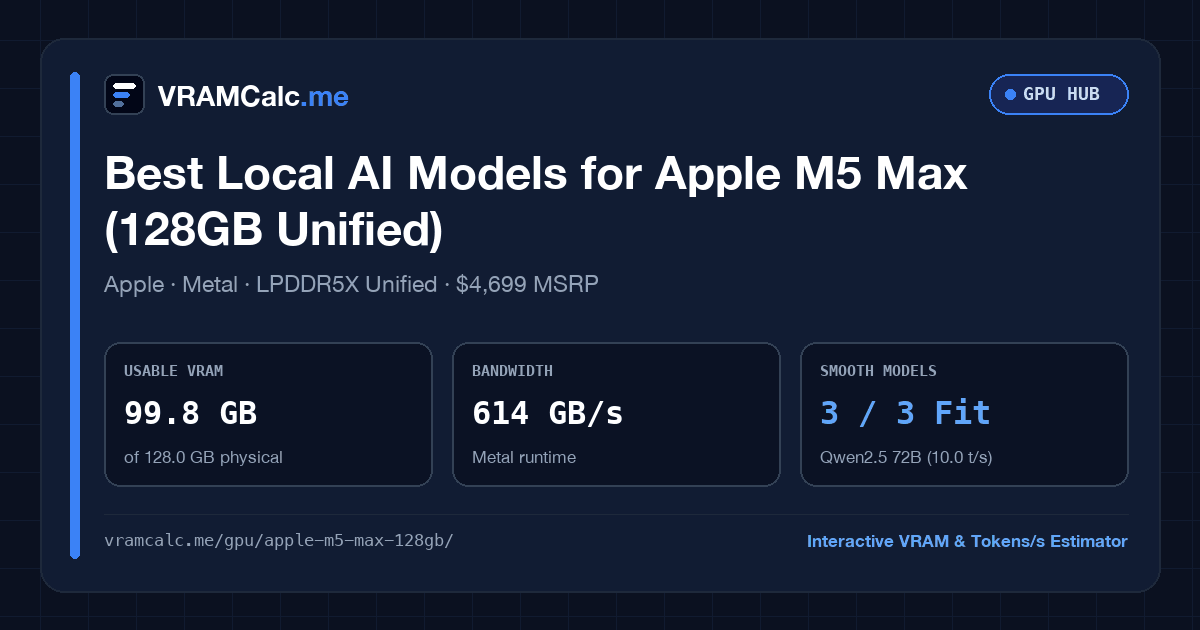 VRAMCalc.me
GPU HUB
Best Local AI Models for Apple M5 Max
(128GB Unified)
Apple · Metal · LPDDR5X Unified · $4,699 MSRP
USABLE VRAM
99.8 GB
of 128.0 GB physical
BANDWIDTH
614 GB/s
Metal runtime
SMOOTH MODELS
3 / 3 Fit
Qwen2.5 72B (10.0 t/s)
vramcalc.me/gpu/apple-m5-max-128gb/
Interactive VRAM & Tokens/s Estimator